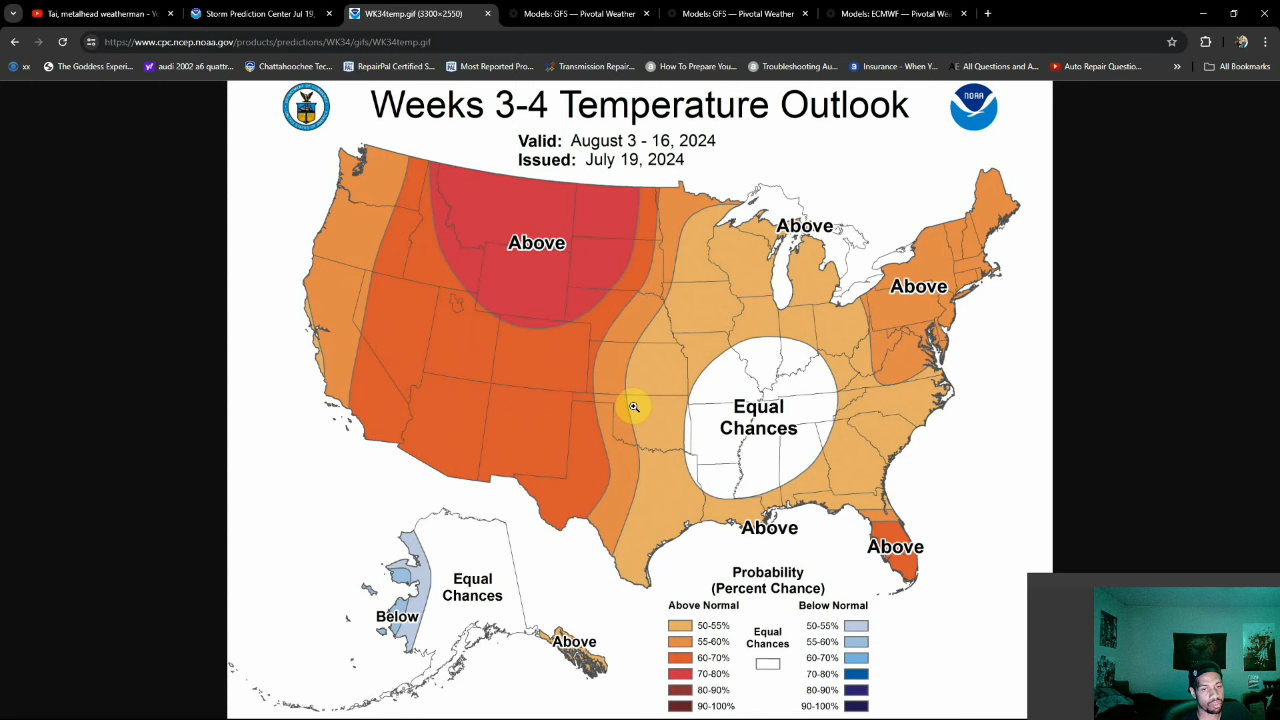 Tai, metalhead weatherman - Yo
Storm Prediction Center Jul 19,
WK34temp.gif (3300×2550)
Models: GFS — Pivotal Weather
Models: GFS — Pivotal Weather
Models: ECMWF — Pivotal Wea
https://www.cpc.ncep.noaa.gov/products/predictions/WK34/gifs/WK34temp.gif
xx
The Goddess Experi...
audi 2002 a6 quattr...
Chattahoochee Tec...
RepairPal Certified S...
Most Reported Pro...
Transmission Repair...
How To Prepare You...
Troubleshooting Au...
Insurance - When Y...
All Questions and A...
Auto Repair Questio...
»
All Bookmarks
Weeks 3-4 Temperature Outlook
NOAA
Valid: August 3 - 16, 2024
Issued: July 19, 2024
Above
Above
Above
Equal
Chances
Above
Above
Equal
Chances
Below
Above
Probability
(Percent Chance)
Above Normal
Below Normal
Equal
Chances
50-55%
50-55%
55-60%
55-60%
60-70%
60-70%
70-80%
70-80%
80-90%
80-90%
90-100%
90-100%